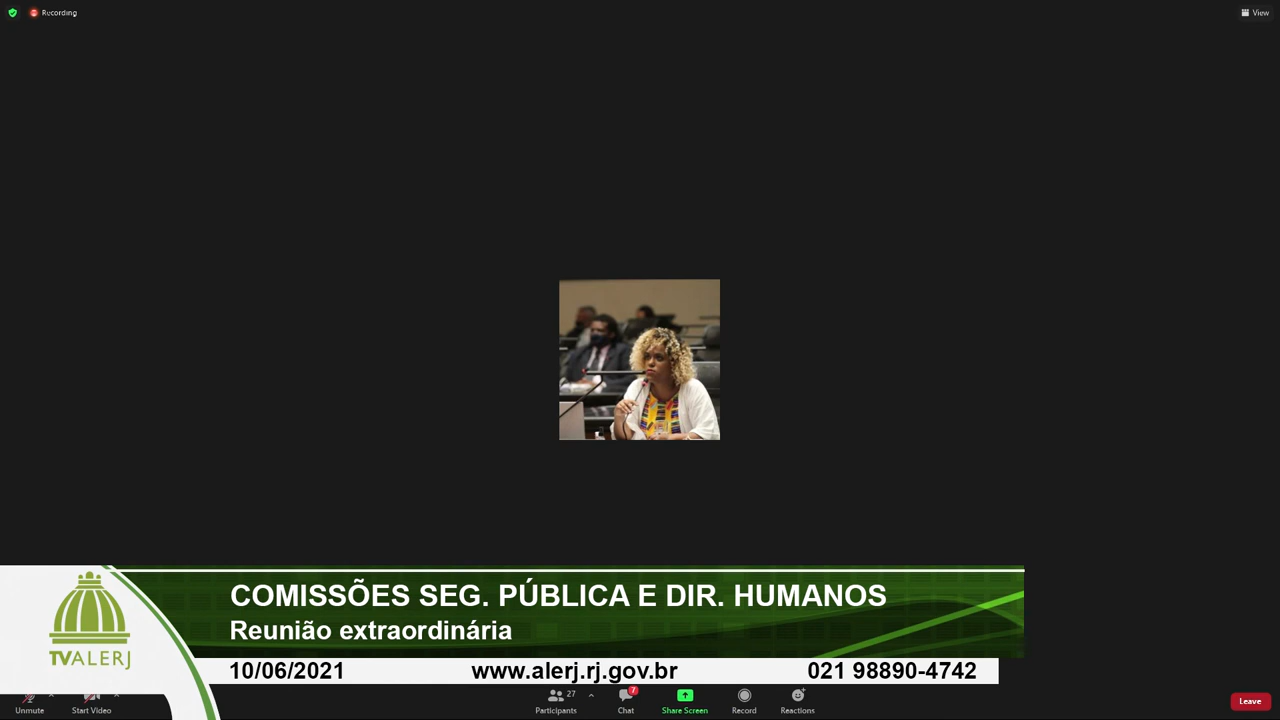 Recording
View
COMISSÕES SEG. PÚBLICA E DIR. HUMANOS
Reunião extraordinária
TVALERJ
10/06/2021
www.alerj.rj.gov.br
021 98890-4742
Unmute
Start Video
Participants
27
Chat
7
Share Screen
Record
Reactions
Leave